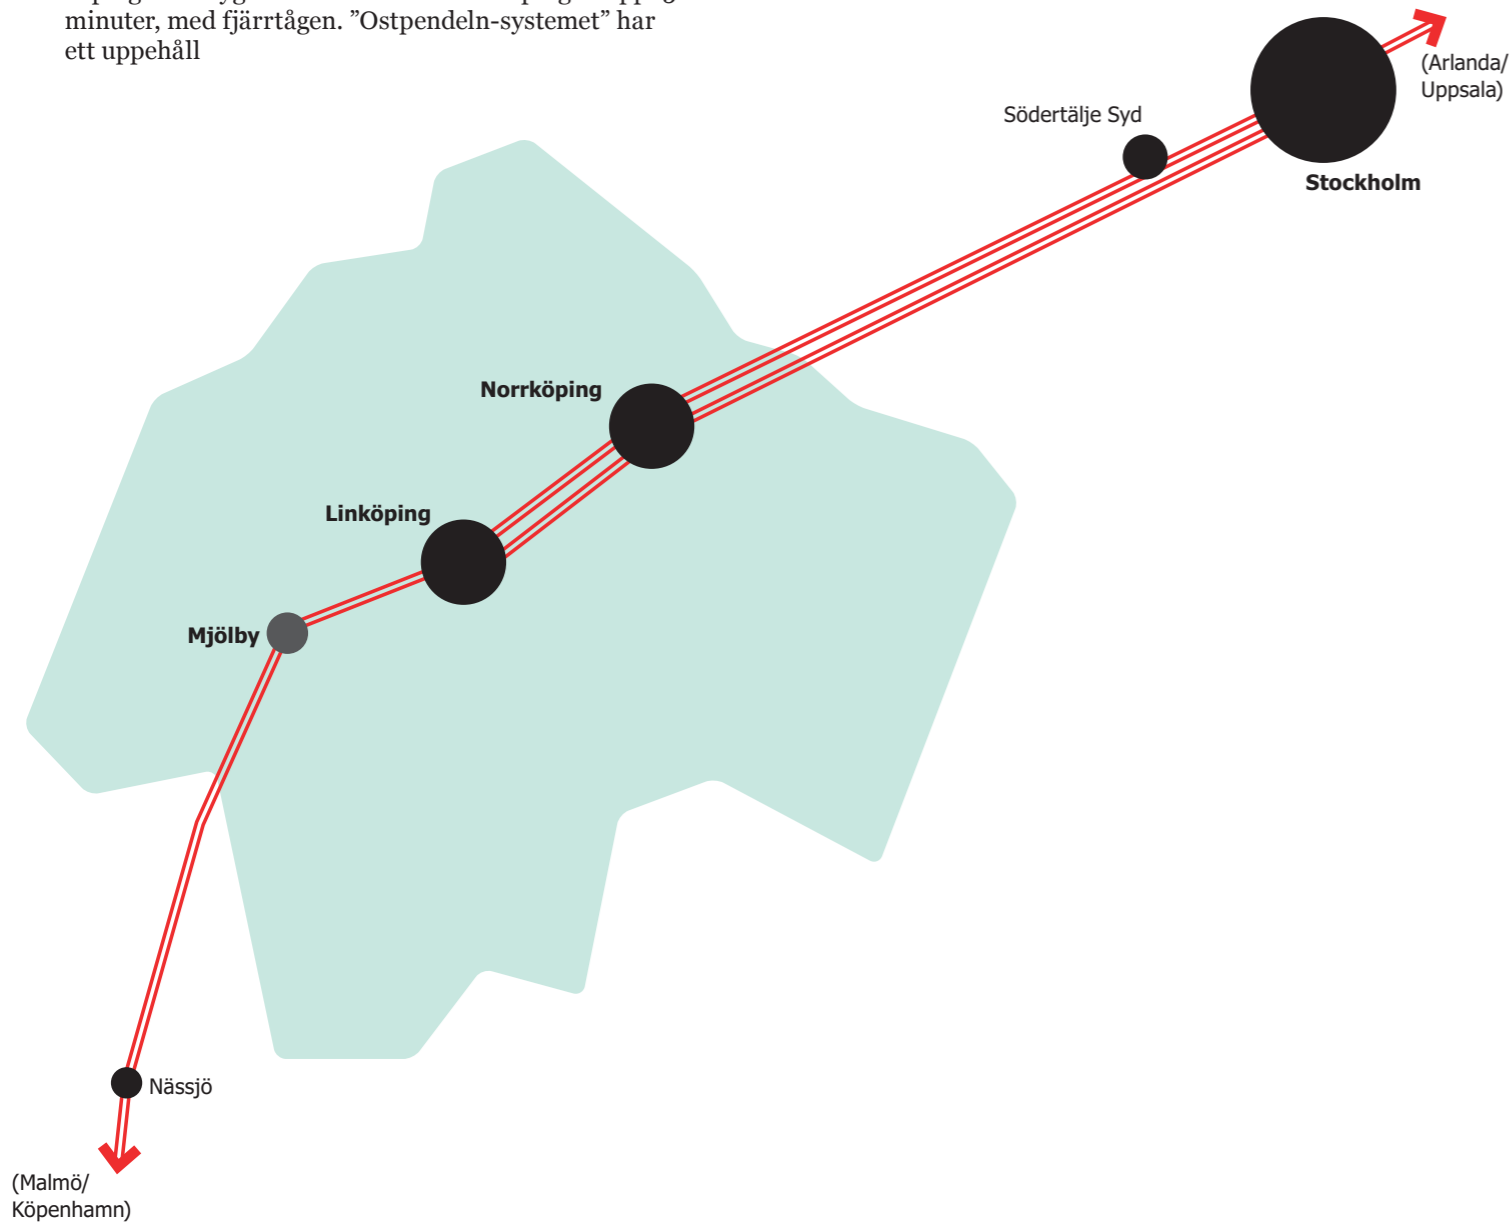 minuter, med fjärrtågen. ”Ostpendeln-systemet” har
ett uppehåll
(Arlanda/
Uppsala)
Södertälje Syd
Stockholm
Norrköping
Linköping
Mjölby
Nässjö
(Malmö/
Köpenhamn)